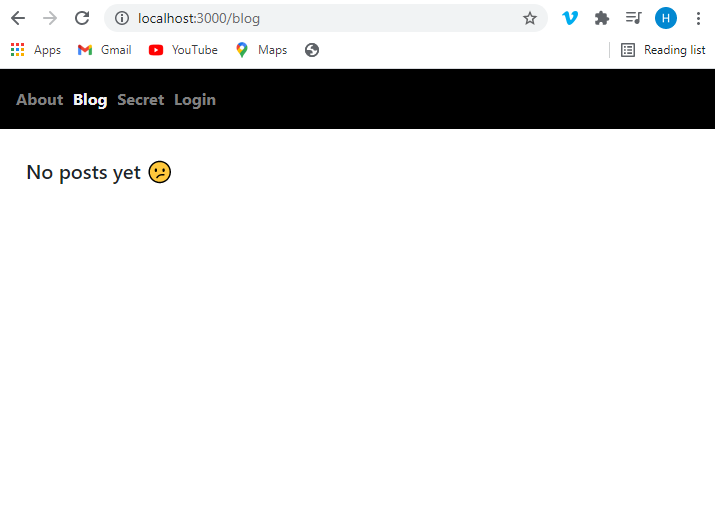 localhost:3000/blog
H
Apps Gmail YouTube Maps Reading list
About Blog Secret Login
No posts yet 😕